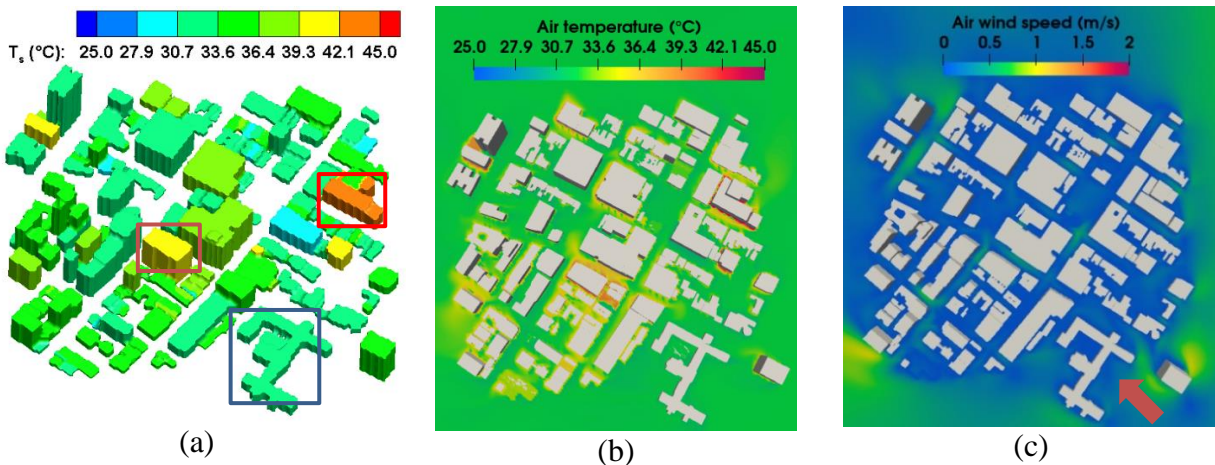 T_s (°C): 25.0 27.9 30.7 33.6 36.4 39.3 42.1 45.0
(a)
Air temperature (°C)
25.0 27.9 30.7 33.6 36.4 39.3 42.1 45.0
(b)
Air wind speed (m/s)
0 0.5 1 1.5 2
(c)